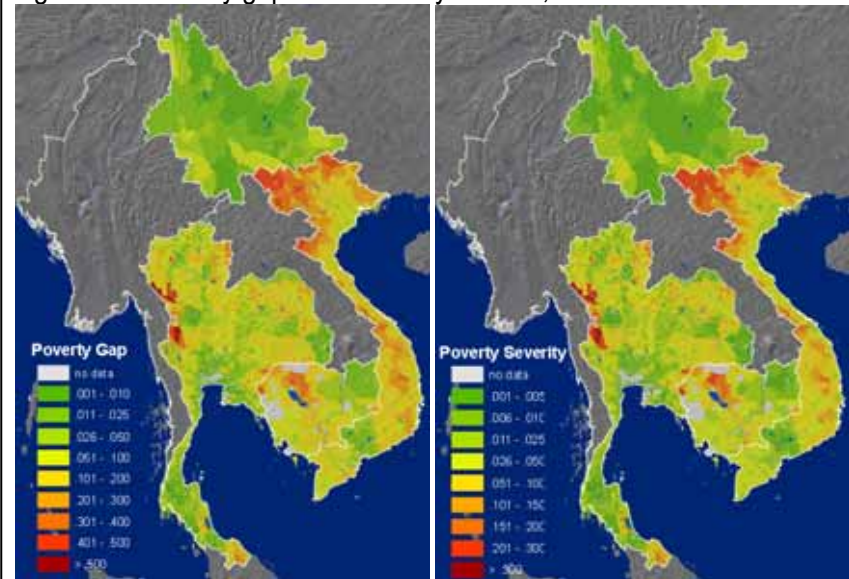 Poverty Gap
no data
.001 - .010
.011 - .025
.026 - .050
.051 - .100
.101 - .200
.201 - .300
.301 - .400
.401 - .500
> .500
Poverty Severity
no data
.001 - .005
.006 - .010
.011 - .025
.026 - .050
.051 - .100
.101 - .150
.151 - .200
.201 - .300
> .300